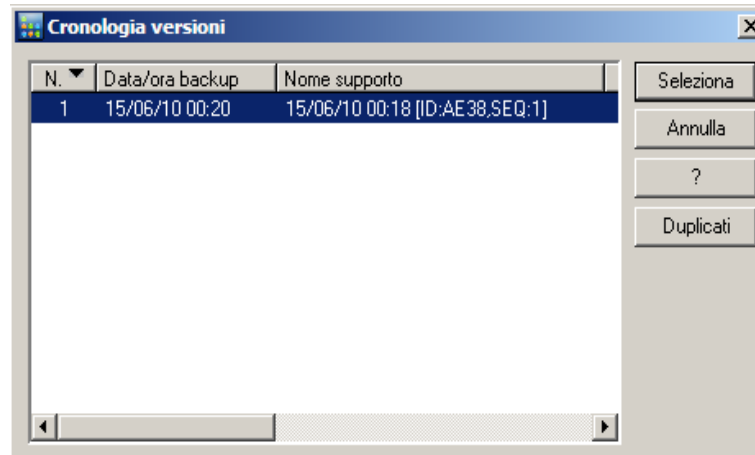 Cronologia versioni
N. Data/ora backup Nome supporto
1 15/06/10 00:20 15/06/10 00:18 [ID:AE38,SEQ:1]
Seleziona
Annulla
?
Duplicati